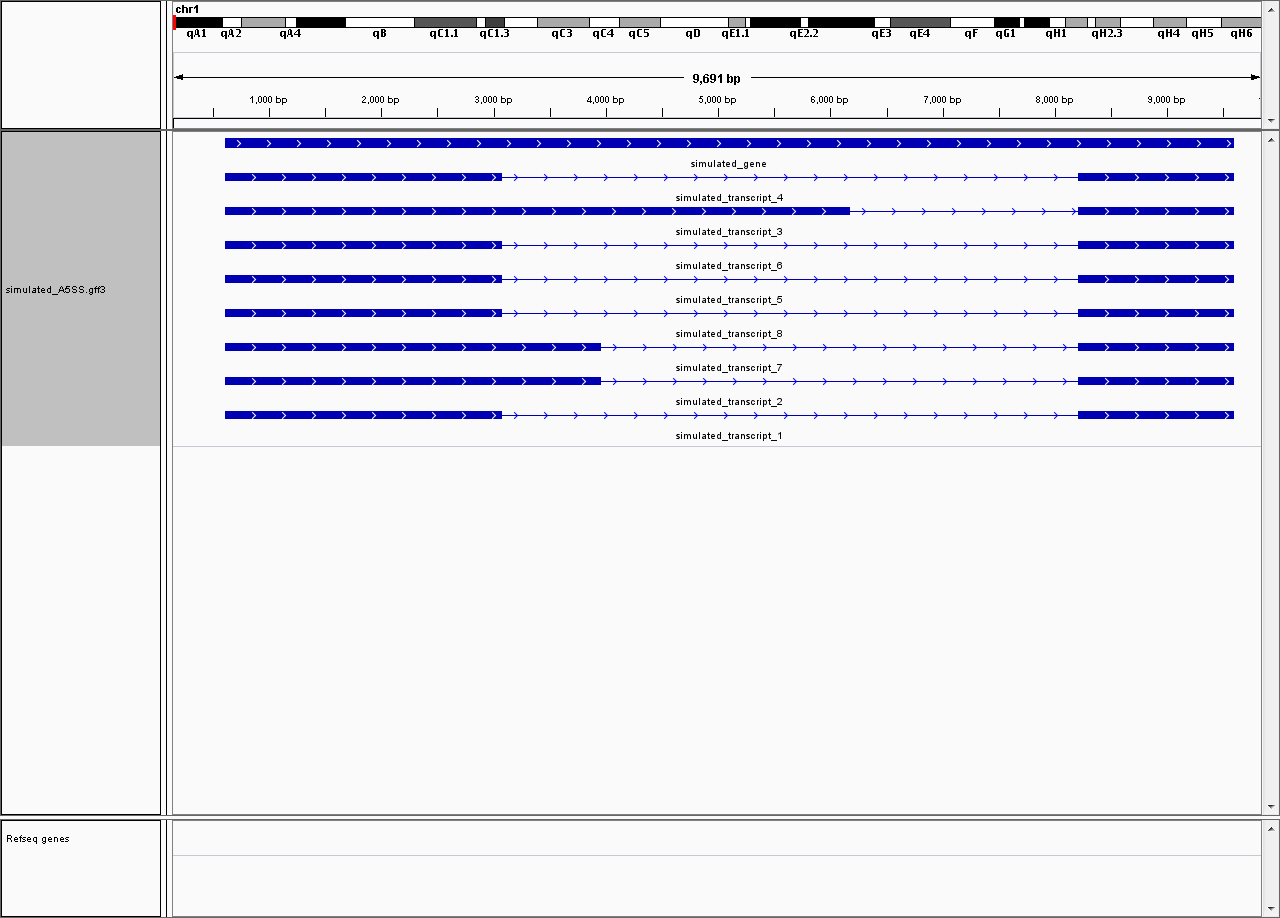 chr1
qA1 qA2 qA4 qB qC1.1 qC1.3 qC3 qC4 qC5 qD qE1.1 qE2.2 qE3 qE4 qF qG1 qH1 qH2.3 qH4 qH5 qH6
9,691 bp
1,000 bp 2,000 bp 3,000 bp 4,000 bp 5,000 bp 6,000 bp 7,000 bp 8,000 bp 9,000 bp
simulated_gene
simulated_transcript_4
simulated_transcript_3
simulated_transcript_6
simulated_A5SS.gff3
simulated_transcript_5
simulated_transcript_8
simulated_transcript_7
simulated_transcript_2
simulated_transcript_1
Refseq genes